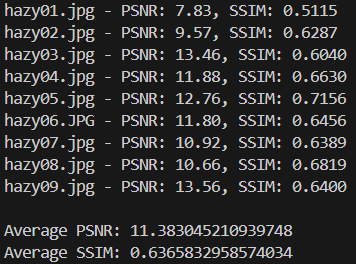 hazy01.jpg - PSNR: 7.83, SSIM: 0.5115
hazy02.jpg - PSNR: 9.57, SSIM: 0.6287
hazy03.jpg - PSNR: 13.46, SSIM: 0.6040
hazy04.jpg - PSNR: 11.88, SSIM: 0.6630
hazy05.jpg - PSNR: 12.76, SSIM: 0.7156
hazy06.JPG - PSNR: 11.80, SSIM: 0.6456
hazy07.jpg - PSNR: 10.92, SSIM: 0.6389
hazy08.jpg - PSNR: 10.66, SSIM: 0.6819
hazy09.jpg - PSNR: 13.56, SSIM: 0.6400
Average PSNR: 11.383045210939748
Average SSIM: 0.6365832958574034